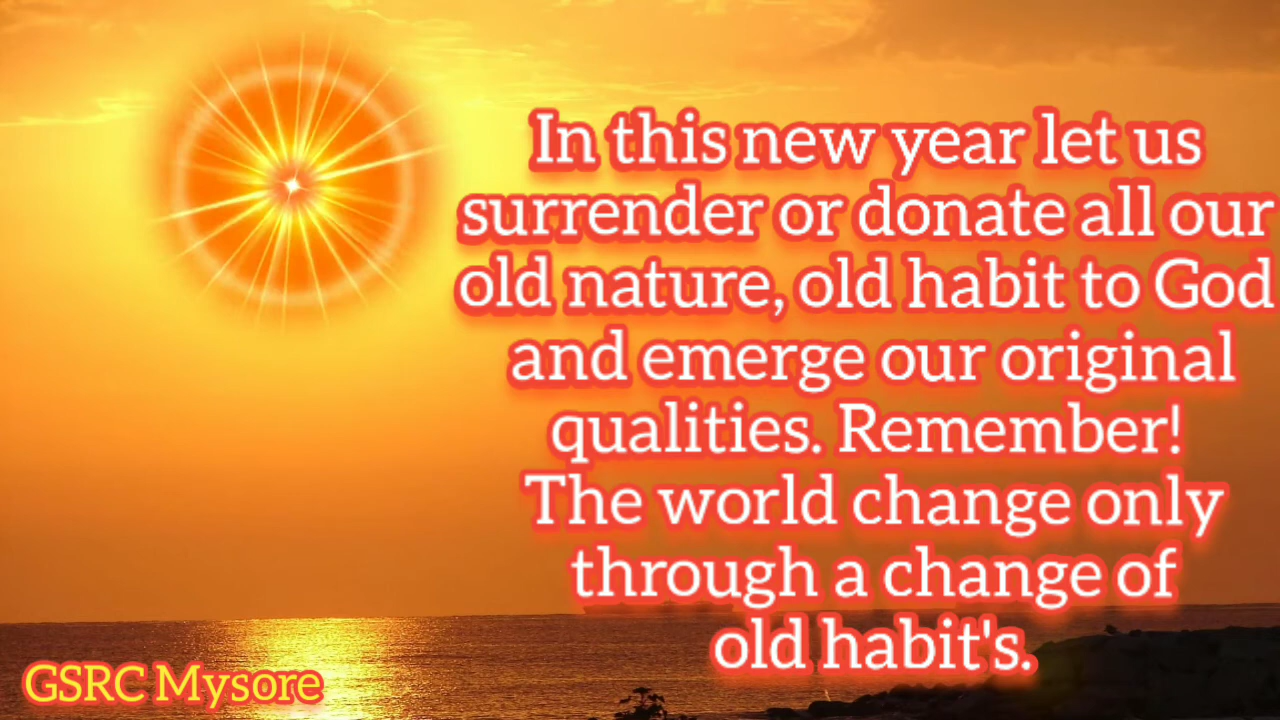 In this new year let us
surrender or donate all our
old nature, old habit to God
and emerge our original
qualities. Remember!
The world change only
through a change of
old habit's.
GSRC Mysore